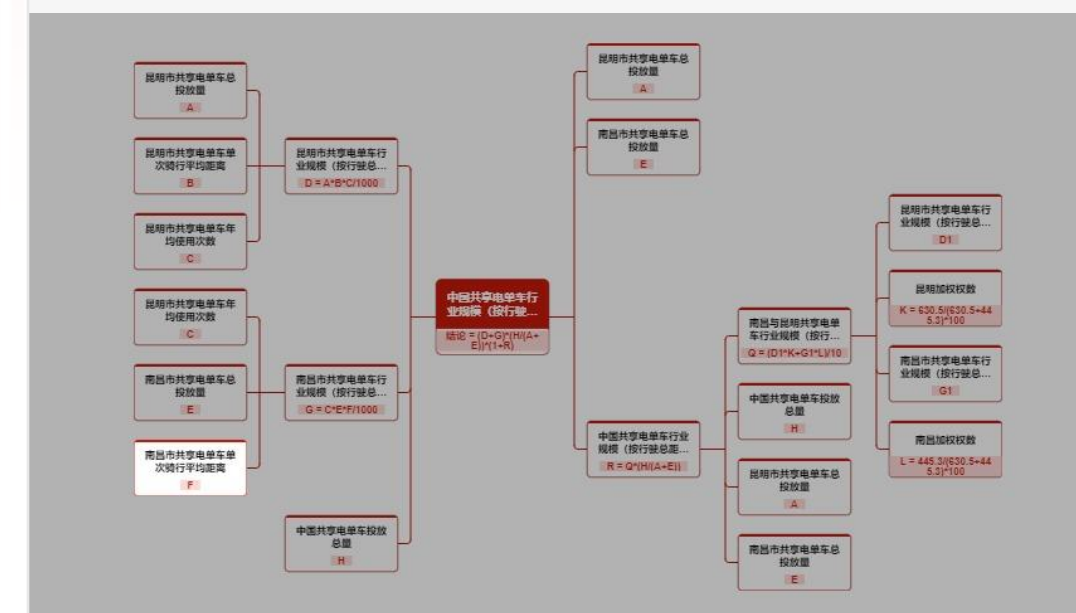 昆明市共享电单车总
投放量
A
昆明市共享电单车单
次骑行平均距离
B
昆明市共享电单车年
均使用次数
C
昆明市共享电单车行
业规模（按行驶总...
D = A*B*C/1000
昆明市共享电单车年
均使用次数
C
南昌市共享电单车总
投放量
E
南昌市共享电单车单
次骑行平均距离
F
南昌市共享电单车行
业规模（按行驶总...
G = C*E*F/1000
中国共享电单车投放
总量
H
中国共享电单车行
业规模（按行驶...
结论 = (D+G)*(H/(A+
E))*(1+R)
昆明市共享电单车总
投放量
A
南昌市共享电单车总
投放量
E
中国共享电单车行业
规模（按行驶总距...
R = Q*(H/(A+E))
南昌与昆明共享电单
车行业规模（按行...
Q = (D1*K+G1*L)/10
中国共享电单车投放
总量
H
昆明市共享电单车总
投放量
A
南昌市共享电单车总
投放量
E
昆明市共享电单车行
业规模（按行驶总...
D1
昆明加权权数
K = 630.5/(630.5+44
5.3)*100
南昌市共享电单车行
业规模（按行驶总...
G1
南昌加权权数
L = 445.3/(630.5+44
5.3)*100